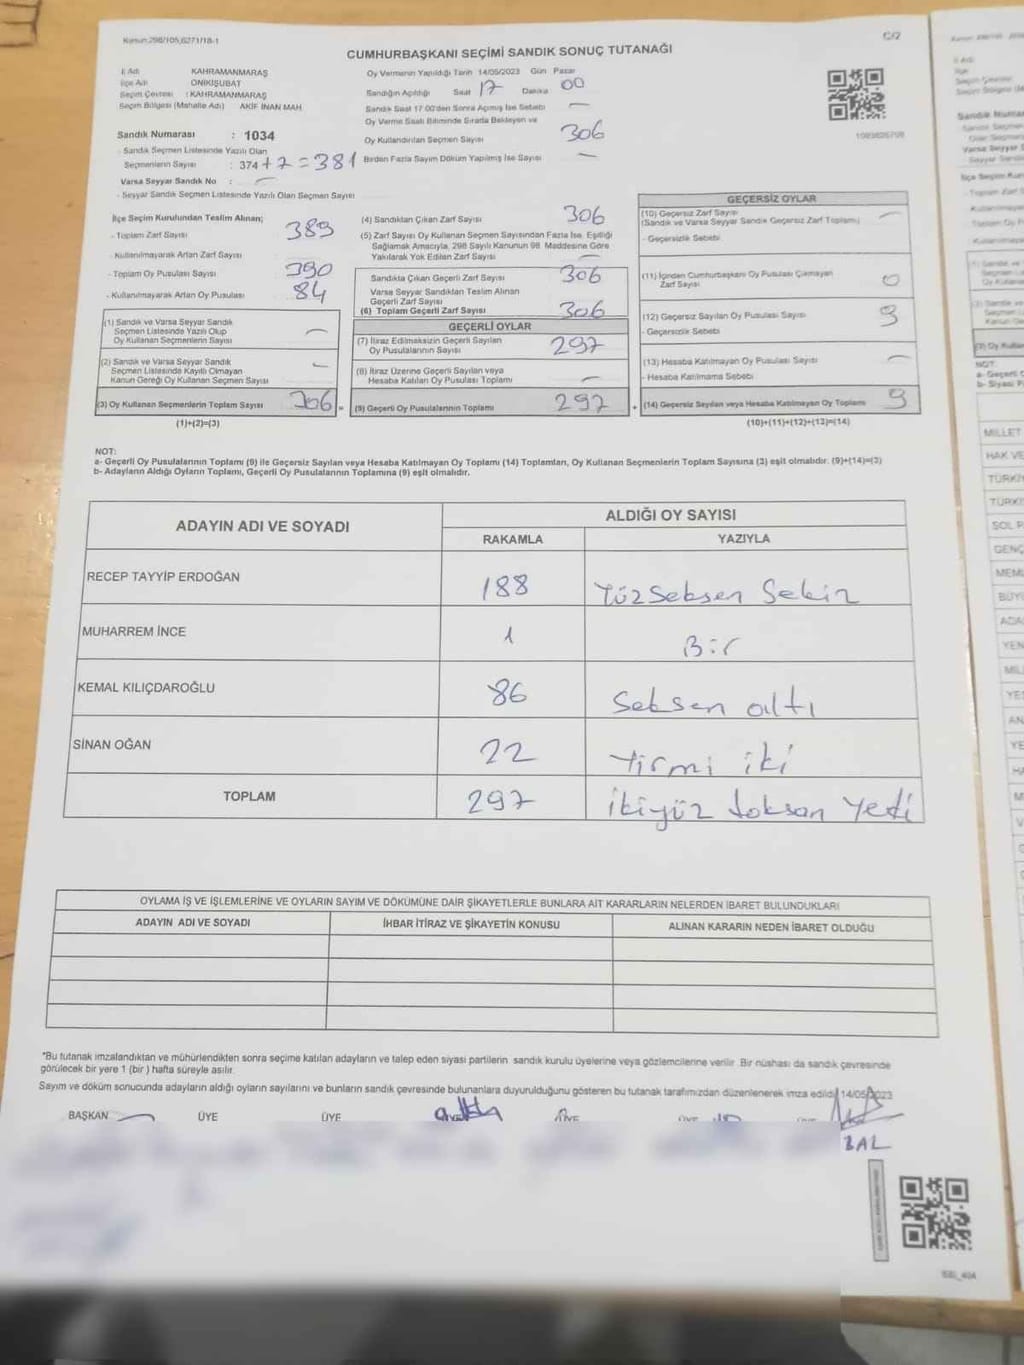 Kanun:298/105,6271/18-1
C/2
CUMHURBAŞKANI SEÇİMİ SANDIK SONUÇ TUTANAĞI
İl Adı KAHRAMANMARAŞ
İlçe Adı ONİKİŞUBAT
Seçim Çevresi : KAHRAMANMARAŞ
Seçim Bölgesi (Mahalle Adı) AKİF İNAN MAH.
Sandık Numarası : 1034
- Sandık Seçmen Listesinde Yazılı Olan
Seçmenlerin Sayısı : 374 + 7 = 381
Varsa Seyyar Sandık No : —
- Seyyar Sandık Seçmen Listesinde Yazılı Olan Seçmen Sayısı
Oy Vermenin Yapıldığı Tarih 14/05/2023 Gün Pazar
Sandığın Açıldığı Saat 17 Dakika 00
Sandık Saat 17:00'den Sonra Açılmış İse Sebebi —
Oy Verme Saati Bitiminde Sırada Bekleyen ve
Oy Kullandırılan Seçmen Sayısı 306
Birden Fazla Sayım Döküm Yapılmış İse Sayısı —
İlçe Seçim Kurulundan Teslim Alınan;
- Toplam Zarf Sayısı 389
- Kullanılmayarak Artan Zarf Sayısı
- Toplam Oy Pusulası Sayısı 390
- Kullanılmayarak Artan Oy Pusulası 84
(1) Sandık ve Varsa Seyyar Sandık
Seçmen Listesinde Yazılı Olup
Oy Kullanan Seçmenlerin Sayısı —
(2) Sandık ve Varsa Seyyar Sandık
Seçmen Listesinde Kayıtlı Olmayan
Kanun Gereği Oy Kullanan Seçmen Sayısı —
(3) Oy Kullanan Seçmenlerin Toplam Sayısı 306
(1)+(2)=(3)
(4) Sandıktan Çıkan Zarf Sayısı 306
(5) Zarf Sayısı Oy Kullanan Seçmen Sayısından Fazla İse, Eşitliği
Sağlamak Amacıyla, 298 Sayılı Kanunun 98. Maddesine Göre
Yakılarak Yok Edilen Zarf Sayısı —
Sandıkta Çıkan Geçerli Zarf Sayısı 306
Varsa Seyyar Sandıktan Teslim Alınan
Geçerli Zarf Sayısı
(6) Toplam Geçerli Zarf Sayısı 306
GEÇERLİ OYLAR
(7) İtiraz Edilmeksizin Geçerli Sayılan
Oy Pusulalarının Sayısı 297
(8) İtiraz Üzerine Geçerli Sayılan veya
Hesaba Katılan Oy Pusulası Toplamı —
= (9) Geçerli Oy Pusulalarının Toplamı 297
GEÇERSİZ OYLAR
(10) Geçersiz Zarf Sayısı
(Sandık ve Varsa Seyyar Sandık Geçersiz Zarf Toplamı) —
- Geçersizlik Sebebi
(11) İçinden Cumhurbaşkanı Oy Pusulası Çıkmayan
Zarf Sayısı 0
(12) Geçersiz Sayılan Oy Pusulası Sayısı 9
- Geçersizlik Sebebi
(13) Hesaba Katılmayan Oy Pusulası Sayısı —
- Hesaba Katılmama Sebebi
+ (14) Geçersiz Sayılan veya Hesaba Katılmayan Oy Toplamı 9
(10)+(11)+(12)+(13)=(14)
NOT:
a- Geçerli Oy Pusulalarının Toplamı (9) ile Geçersiz Sayılan veya Hesaba Katılmayan Oy Toplamı (14) Toplamları, Oy Kullanan Seçmenlerin Toplam Sayısına (3) eşit olmalıdır. (9)+(14)=(3)
b- Adayların Aldığı Oyların Toplamı, Geçerli Oy Pusulalarının Toplamına (9) eşit olmalıdır.
ADAYIN ADI VE SOYADI ALDIĞI OY SAYISI
RAKAMLA YAZIYLA
RECEP TAYYİP ERDOĞAN 188 Yüzseksen Sekiz
MUHARREM İNCE 1 Bir
KEMAL KILIÇDAROĞLU 86 Seksen altı
SİNAN OĞAN 22 Yirmi iki
TOPLAM 297 ikiyüz doksan Yedi
OYLAMA İŞ VE İŞLEMLERİNE VE OYLARIN SAYIM VE DÖKÜMÜNE DAİR ŞİKAYETLERLE BUNLARA AİT KARARLARIN NELERDEN İBARET BULUNDUKLARI
ADAYIN ADI VE SOYADI İHBAR İTİRAZ VE ŞİKAYETİN KONUSU ALINAN KARARIN NEDEN İBARET OLDUĞU
*Bu tutanak imzalandıktan ve mühürlendikten sonra seçime katılan adayların ve talep eden siyasi partilerin sandık kurulu üyelerine veya gözlemcilerine verilir. Bir nüshası da sandık çevresinde
görülecek bir yere 1 (bir) hafta süreyle asılır.
Sayım ve döküm sonucunda adayların aldığı oyların sayılarını ve bunların sandık çevresinde bulunanlara duyurulduğunu gösteren bu tutanak tarafımızdan düzenlenerek imza edildi. 14/05/2023
BAŞKAN ÜYE ÜYE ÜYE
BAL
MİLLET
HAK VE
SOL P
GENÇ
YEN